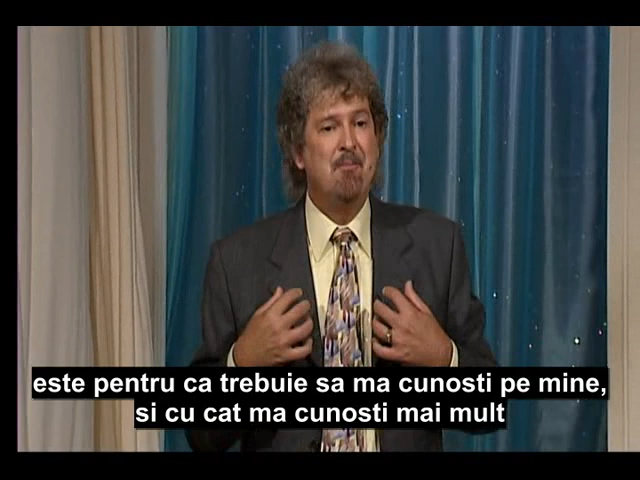 este pentru ca trebuie sa ma cunosti pe mine,
si cu cat ma cunosti mai mult